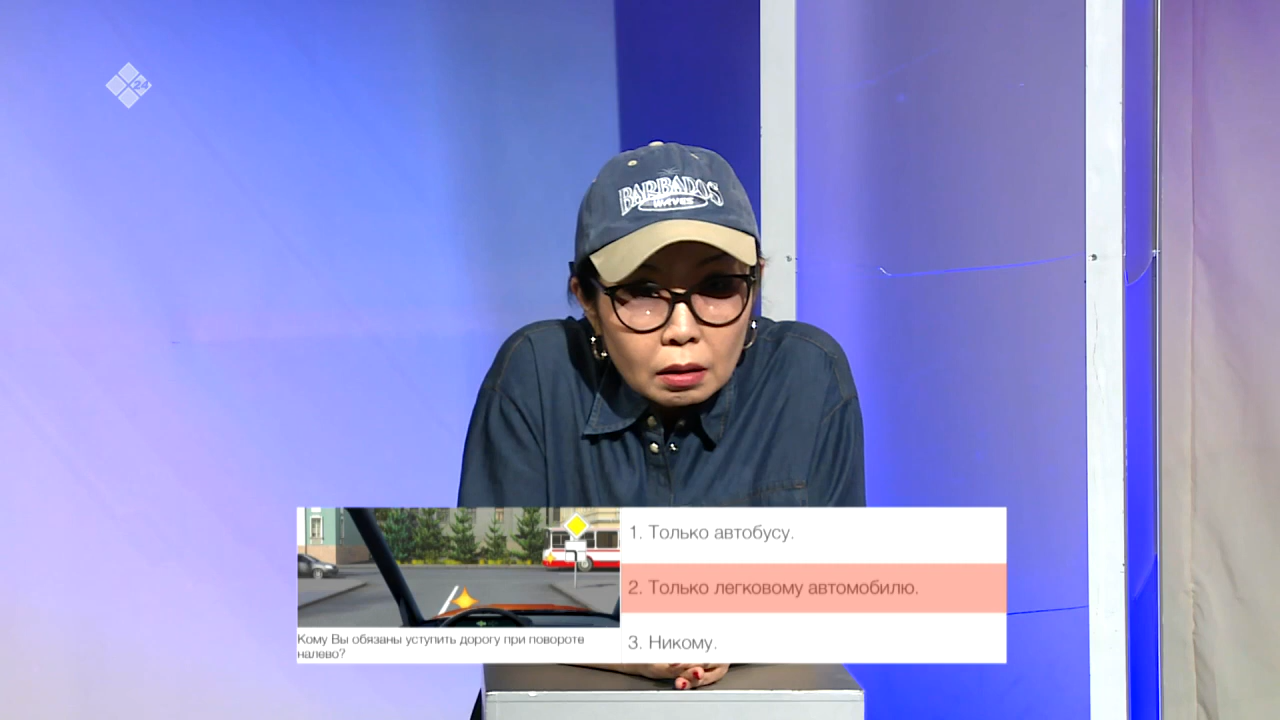 24
BARBADOS
WAVES
1. Только автобусу.
2. Только легковому автомобилю.
3. Никому.
Кому Вы обязаны уступить дорогу при повороте
налево?